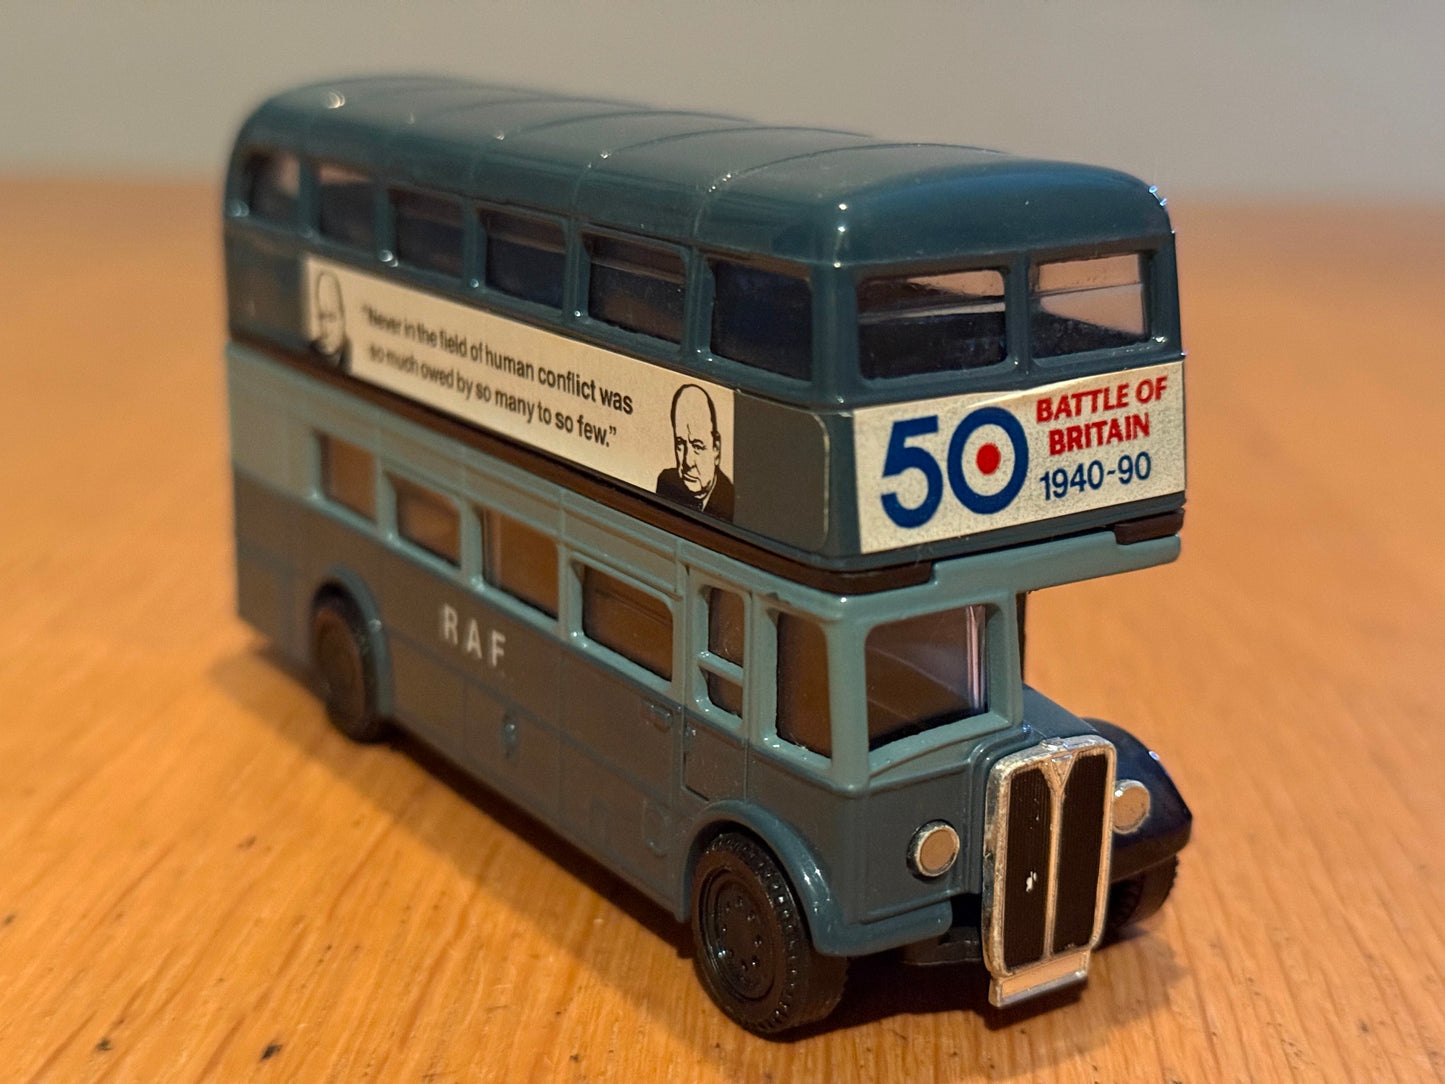 "Never in the field of human conflict was
so much owed by so many to so few."
50
BATTLE OF
BRITAIN
1940-90
RAF